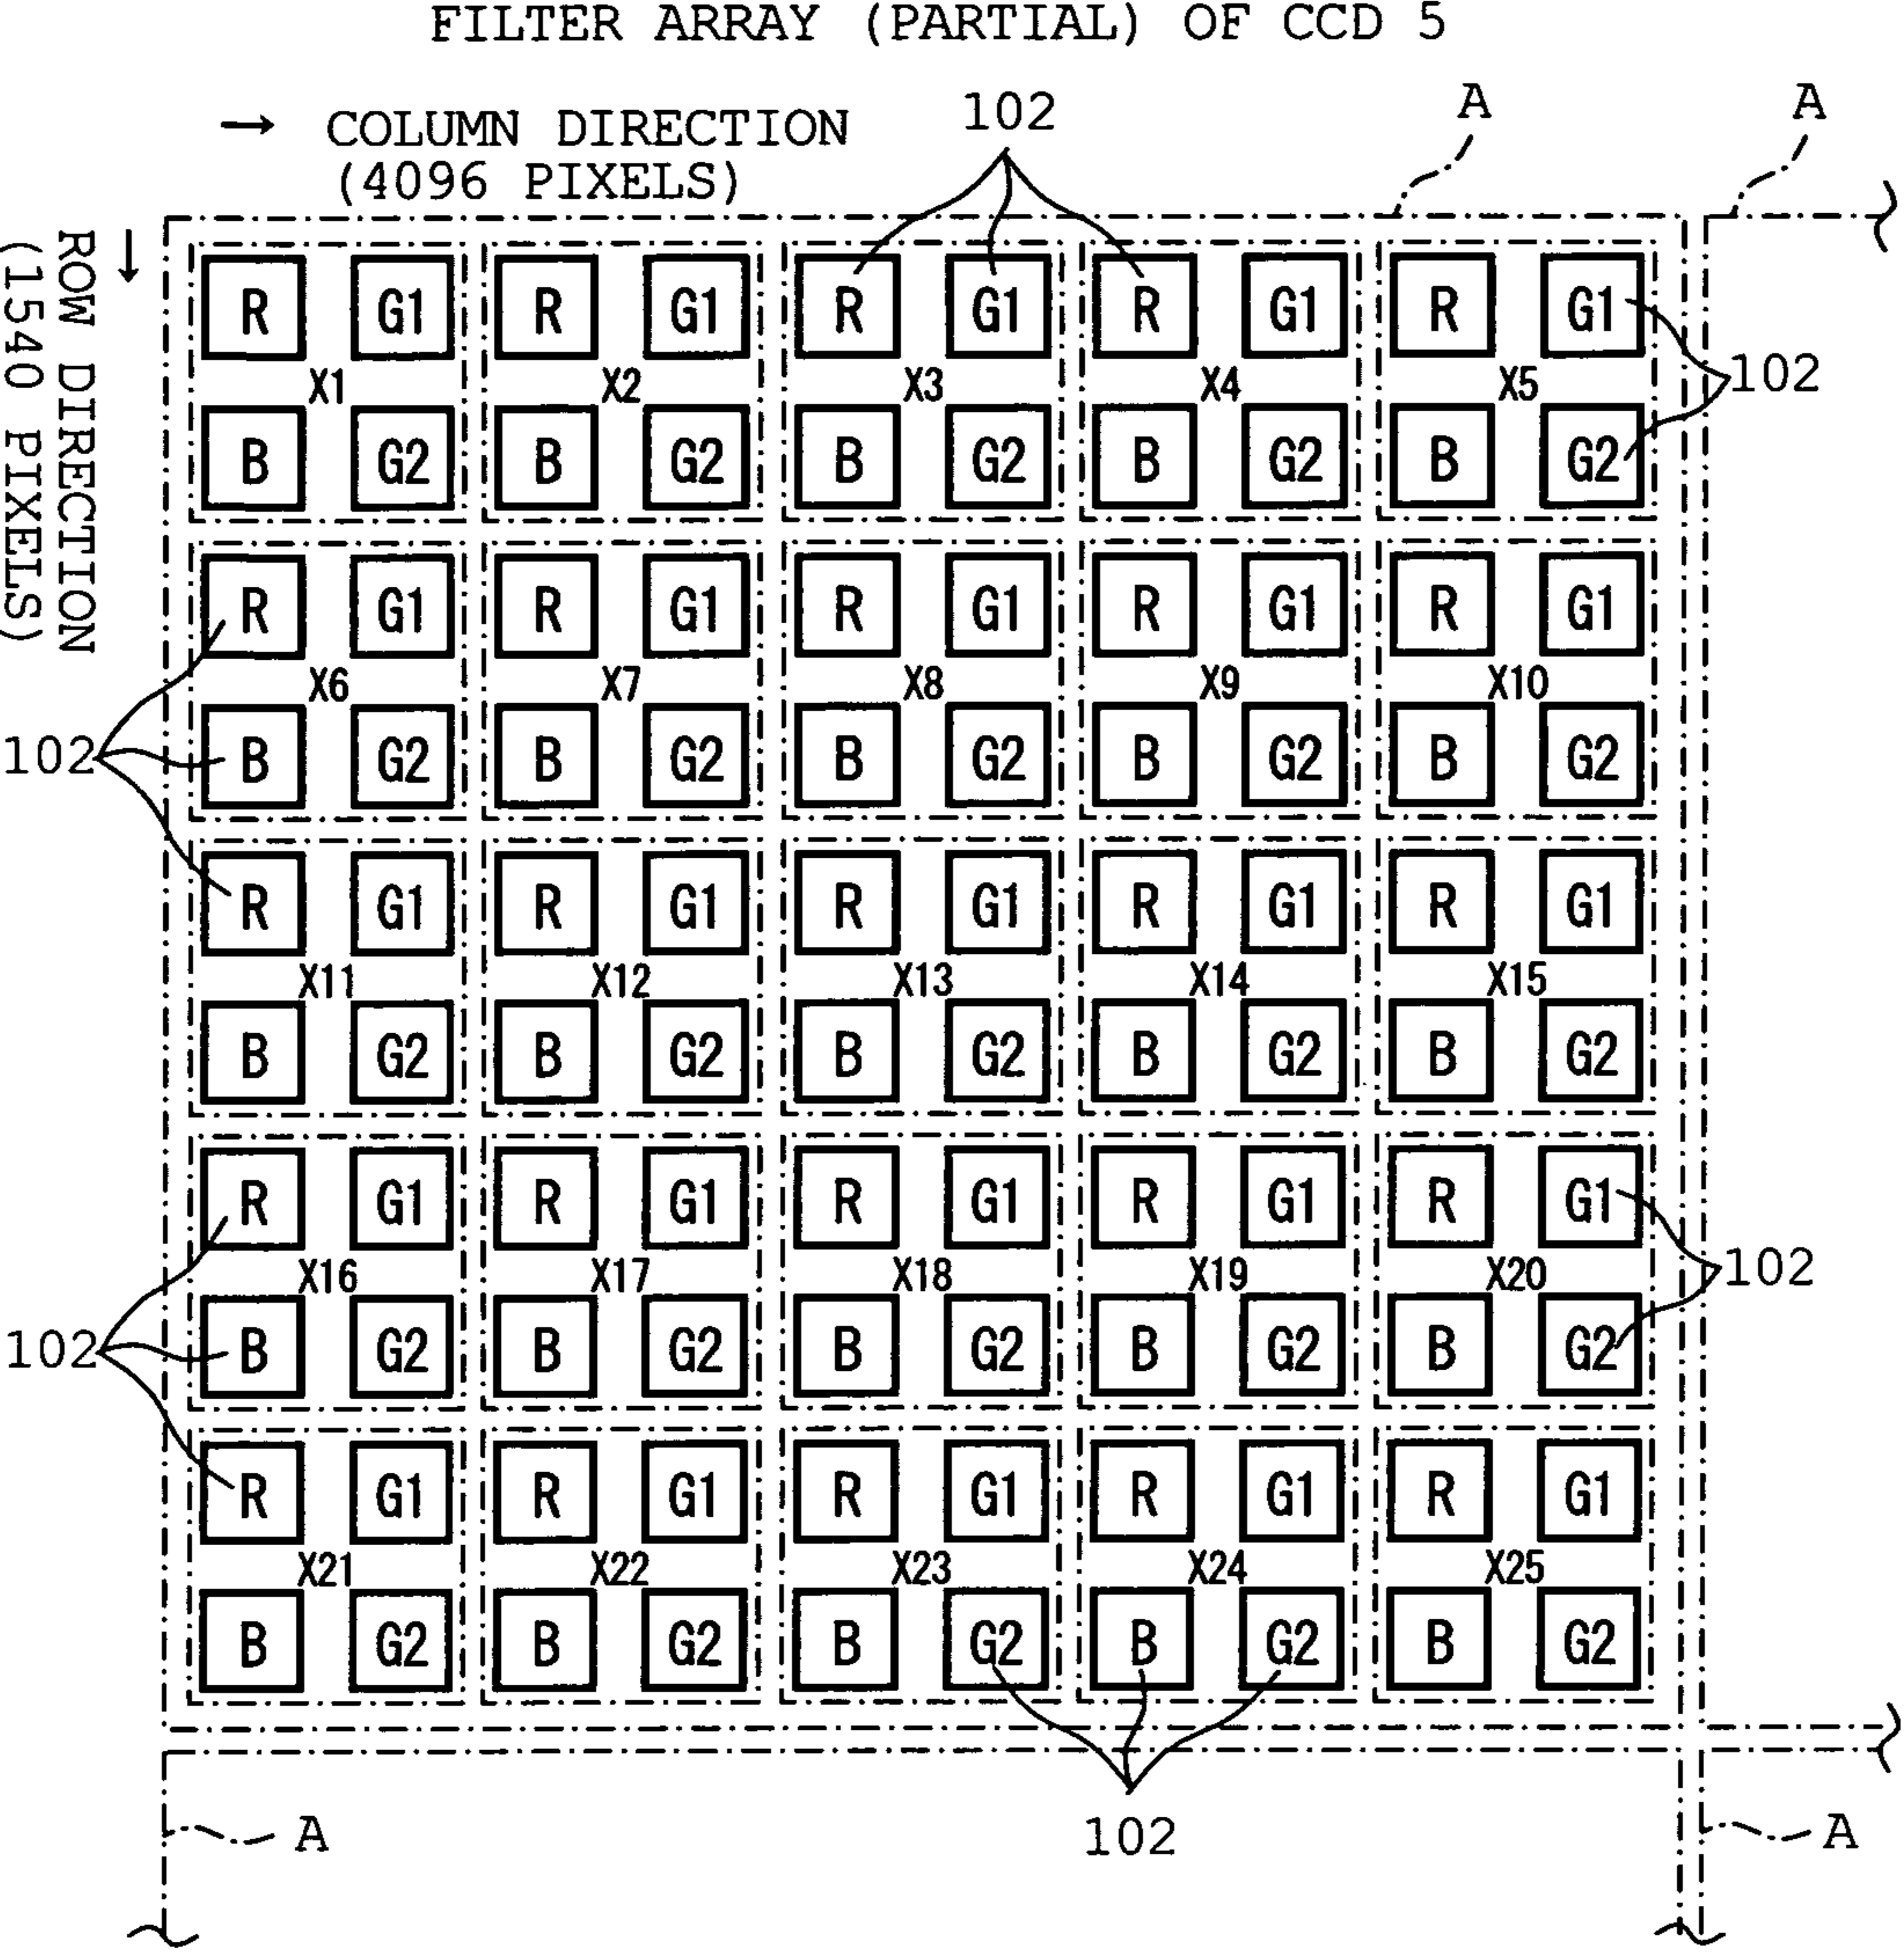 FILTER ARRAY (PARTIAL) OF CCD 5
→ COLUMN DIRECTION
(4096 PIXELS)
102
A
A
ROW DIRECTION →
(1540 PIXELS)
R G1 R G1 R G1 R G1 R G1
X1 X2 X3 X4 X5
102
B G2 B G2 B G2 B G2 B G2
R G1 R G1 R G1 R G1 R G1
X6 X7 X8 X9 X10
102
B G2 B G2 B G2 B G2 B G2
R G1 R G1 R G1 R G1 R G1
X11 X12 X13 X14 X15
B G2 B G2 B G2 B G2 B G2
R G1 R G1 R G1 R G1 R G1
X16 X17 X18 X19 X20
102
102
B G2 B G2 B G2 B G2 B G2
R G1 R G1 R G1 R G1 R G1
X21 X22 X23 X24 X25
B G2 B G2 B G2 B G2 B G2
A
102
A